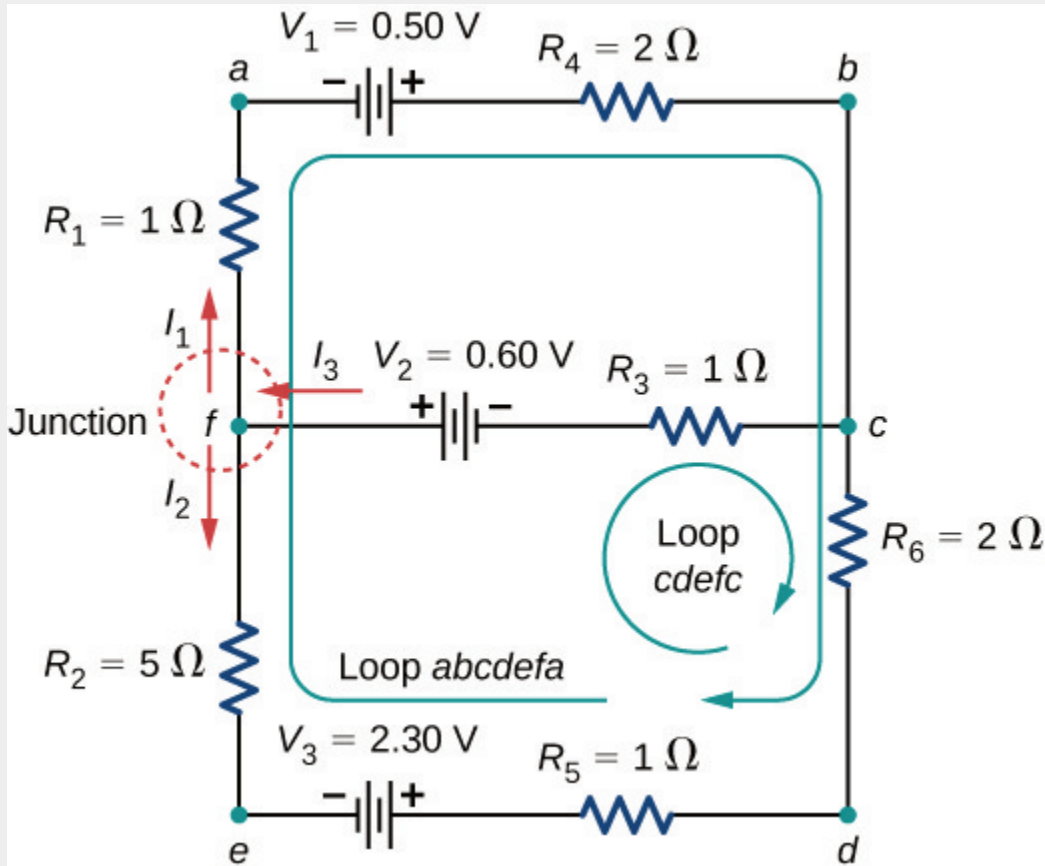 V₁ = 0.50 V
R₄ = 2 Ω
a
b
− +
R₁ = 1 Ω
I₁
I₃
V₂ = 0.60 V
R₃ = 1 Ω
Junction
f
+ −
c
I₂
Loop
cdefc
R₆ = 2 Ω
R₂ = 5 Ω
Loop abcdefa
V₃ = 2.30 V
R₅ = 1 Ω
− +
e
d